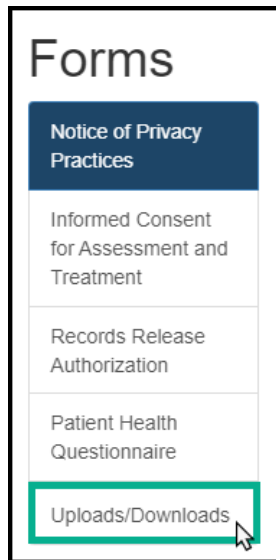 Forms
Notice of Privacy
Practices
Informed Consent
for Assessment and
Treatment
Records Release
Authorization
Patient Health
Questionnaire
Uploads/Downloads